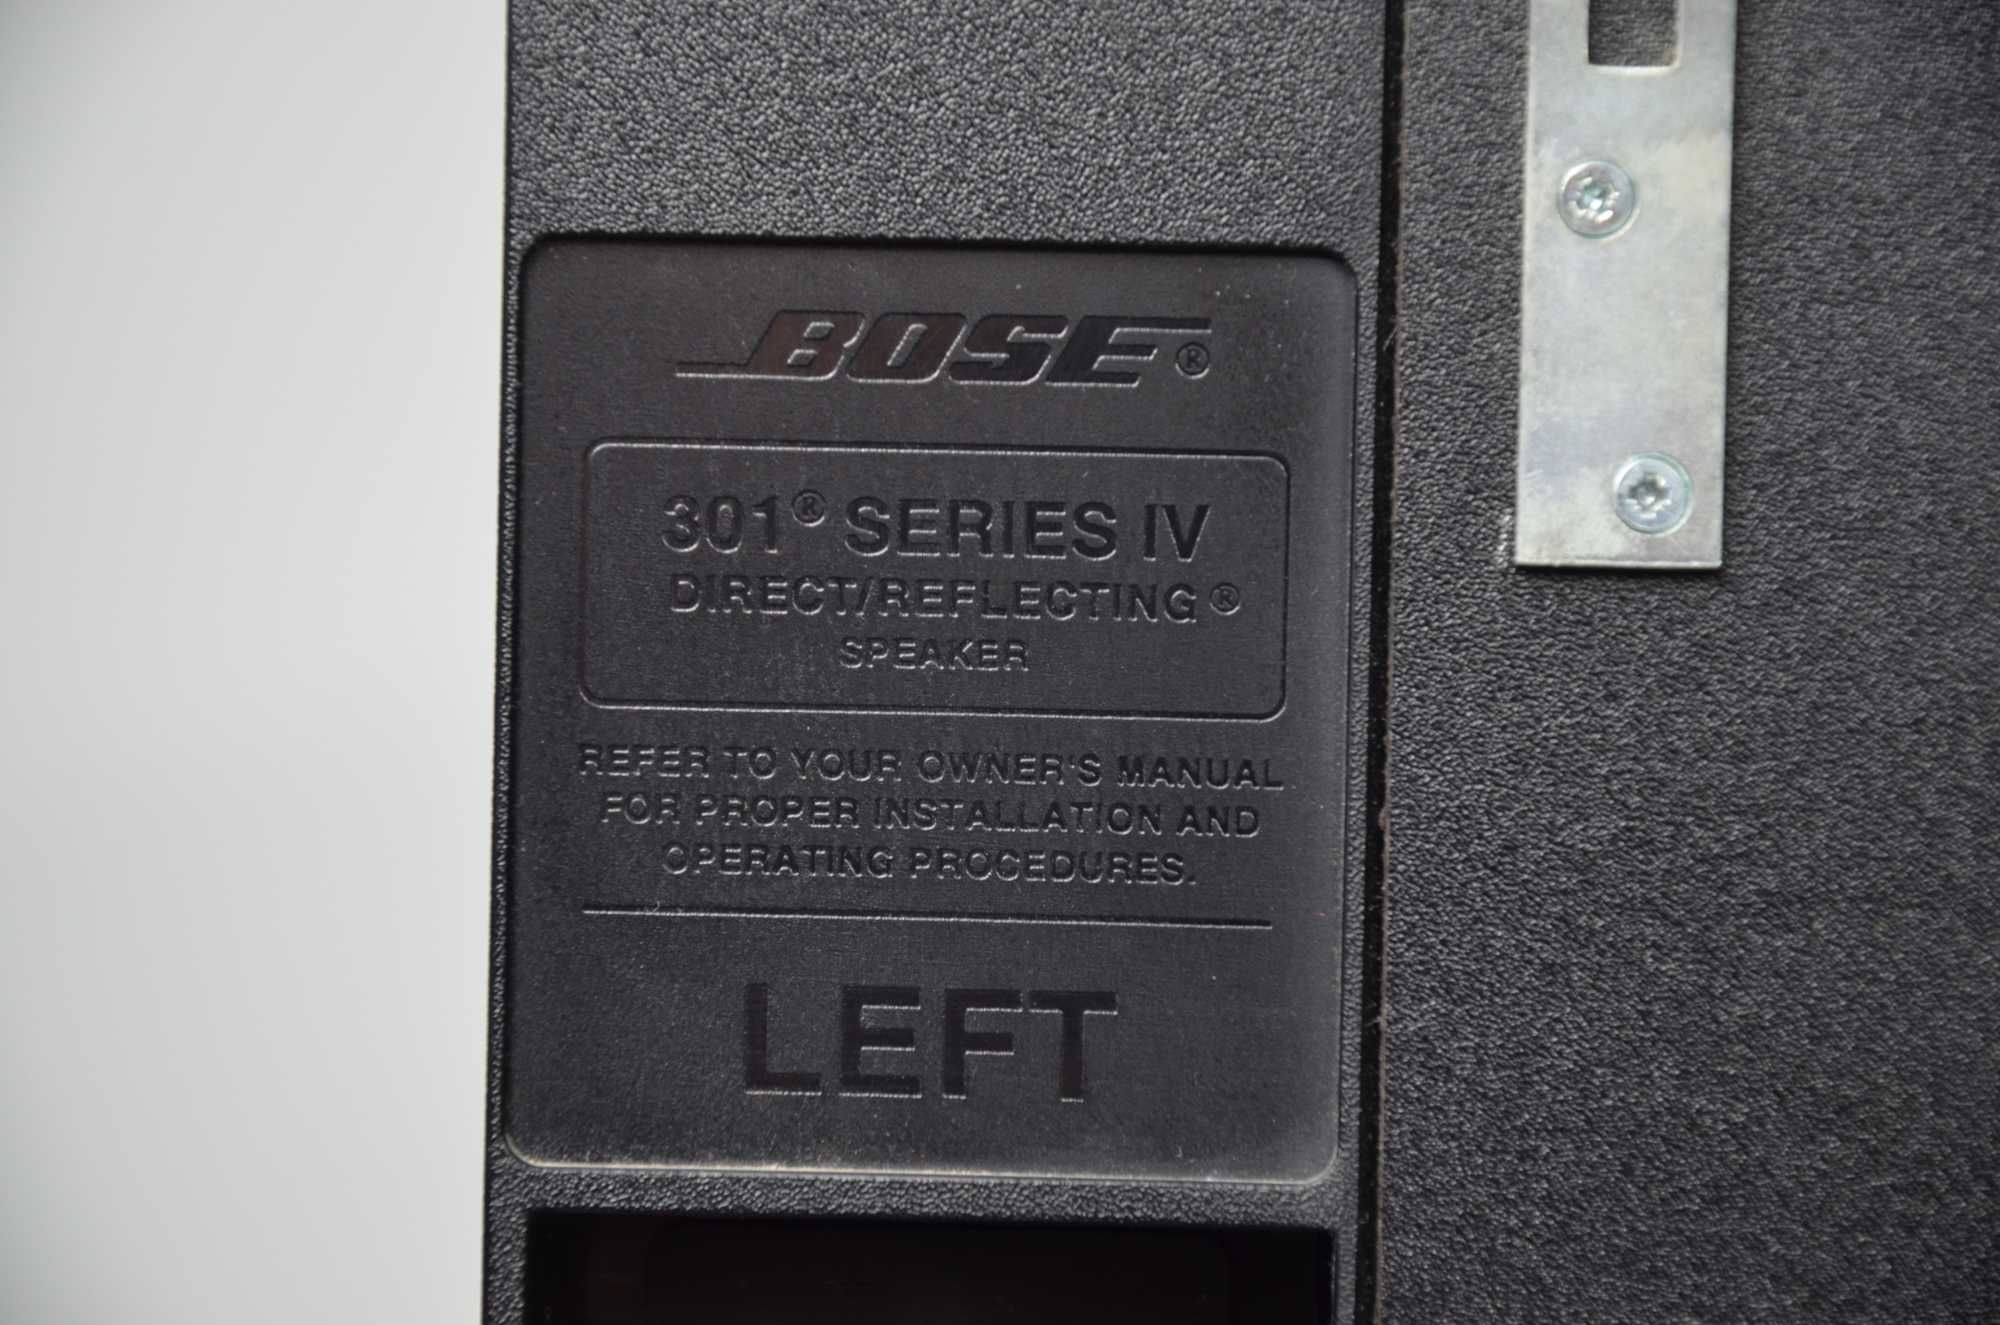 BOSE®
301® SERIES IV
DIRECT/REFLECTING®
SPEAKER
REFER TO YOUR OWNER'S MANUAL
FOR PROPER INSTALLATION AND
OPERATING PROCEDURES.
LEFT